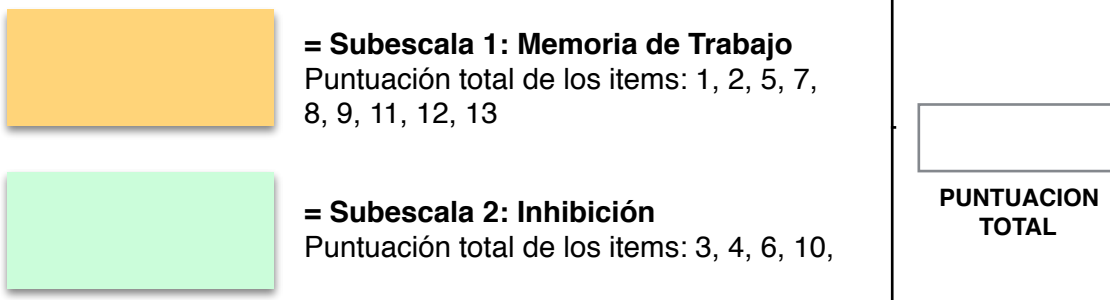 = Subescala 1: Memoria de Trabajo
Puntuación total de los items: 1, 2, 5, 7,
8, 9, 11, 12, 13
= Subescala 2: Inhibición
Puntuación total de los items: 3, 4, 6, 10,
PUNTUACION
TOTAL